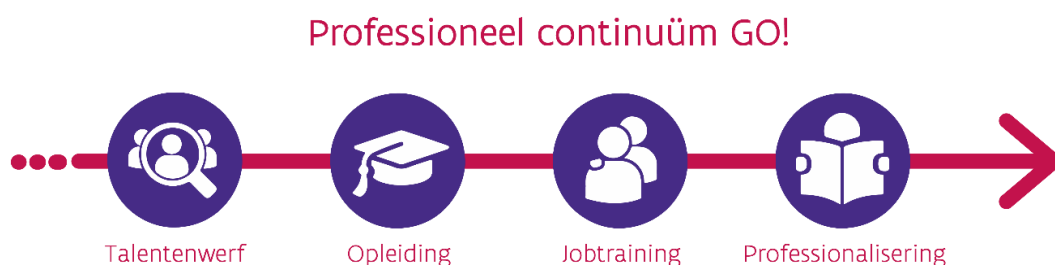 Professioneel continuüm GO!
Talentenwerf
Opleiding
Jobtraining
Professionalisering